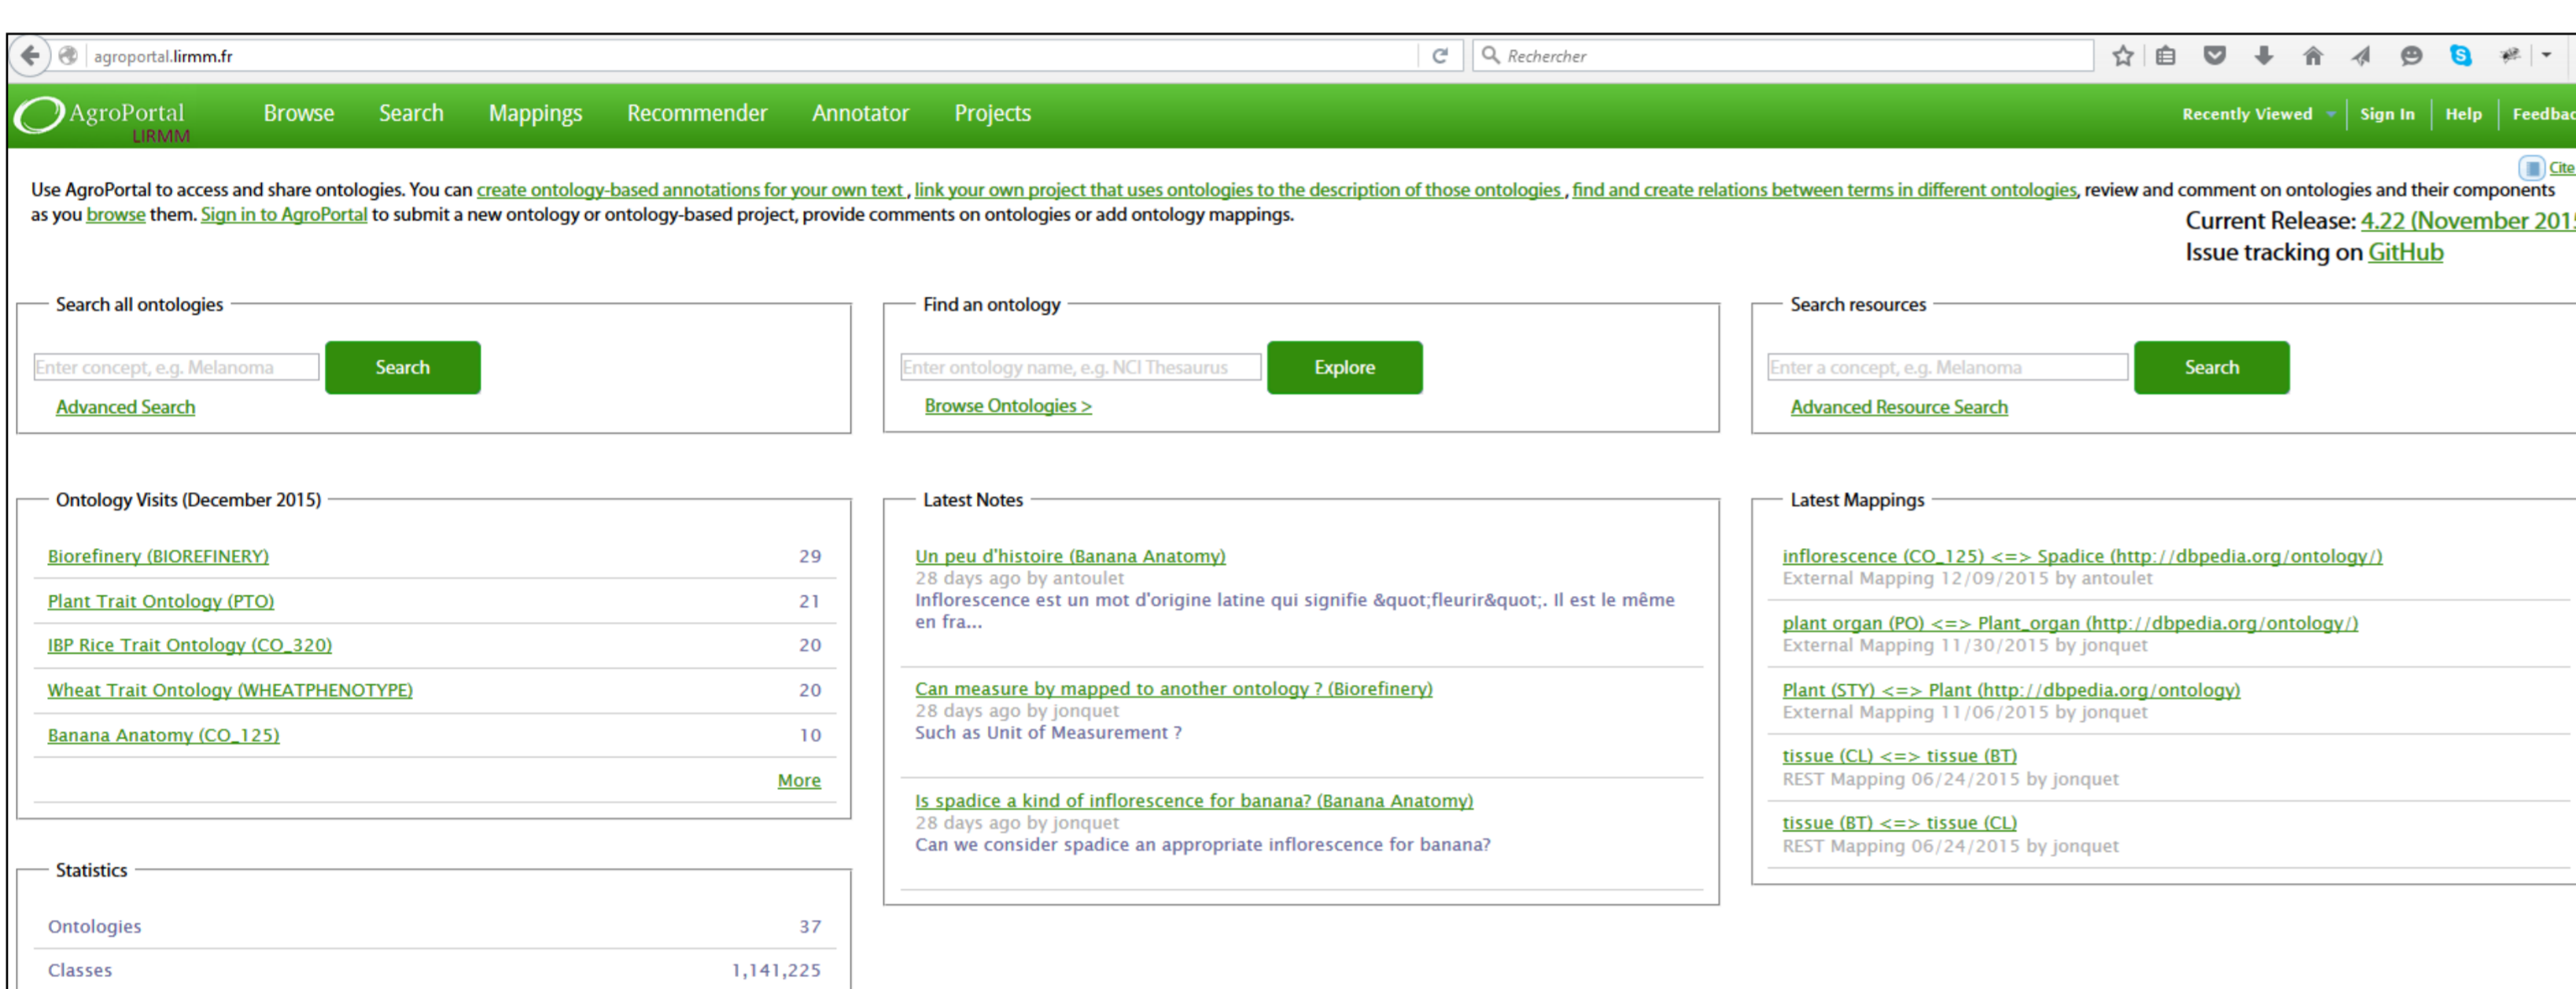 agroportal.lirmm.fr
Rechercher
AgroPortal
LIRMM
Browse Search Mappings Recommender Annotator Projects
Recently Viewed Sign In Help Feedbac
Cite
Use AgroPortal to access and share ontologies. You can create ontology-based annotations for your own text , link your own project that uses ontologies to the description of those ontologies , find and create relations between terms in different ontologies, review and comment on ontologies and their components
as you browse them. Sign in to AgroPortal to submit a new ontology or ontology-based project, provide comments on ontologies or add ontology mappings.
Current Release: 4.22 (November 2015
Issue tracking on GitHub
Search all ontologies
Enter concept, e.g. Melanoma
Search
Advanced Search
Find an ontology
Enter ontology name, e.g. NCI Thesaurus
Explore
Browse Ontologies >
Search resources
Enter a concept, e.g. Melanoma
Search
Advanced Resource Search
Ontology Visits (December 2015)
Biorefinery (BIOREFINERY) 29
Plant Trait Ontology (PTO) 21
IBP Rice Trait Ontology (CO_320) 20
Wheat Trait Ontology (WHEATPHENOTYPE) 20
Banana Anatomy (CO_125) 10
More
Statistics
Ontologies 37
Classes 1,141,225
Latest Notes
Un peu d'histoire (Banana Anatomy)
28 days ago by antoulet
Inflorescence est un mot d'origine latine qui signifie &quot;fleurir&quot;. Il est le même
en fra...
Can measure by mapped to another ontology ? (Biorefinery)
28 days ago by jonquet
Such as Unit of Measurement ?
Is spadice a kind of inflorescence for banana? (Banana Anatomy)
28 days ago by jonquet
Can we consider spadice an appropriate inflorescence for banana?
Latest Mappings
inflorescence (CO_125) <=> Spadice (http://dbpedia.org/ontology/)
External Mapping 12/09/2015 by antoulet
plant organ (PO) <=> Plant_organ (http://dbpedia.org/ontology/)
External Mapping 11/30/2015 by jonquet
Plant (STY) <=> Plant (http://dbpedia.org/ontology)
External Mapping 11/06/2015 by jonquet
tissue (CL) <=> tissue (BT)
REST Mapping 06/24/2015 by jonquet
tissue (BT) <=> tissue (CL)
REST Mapping 06/24/2015 by jonquet